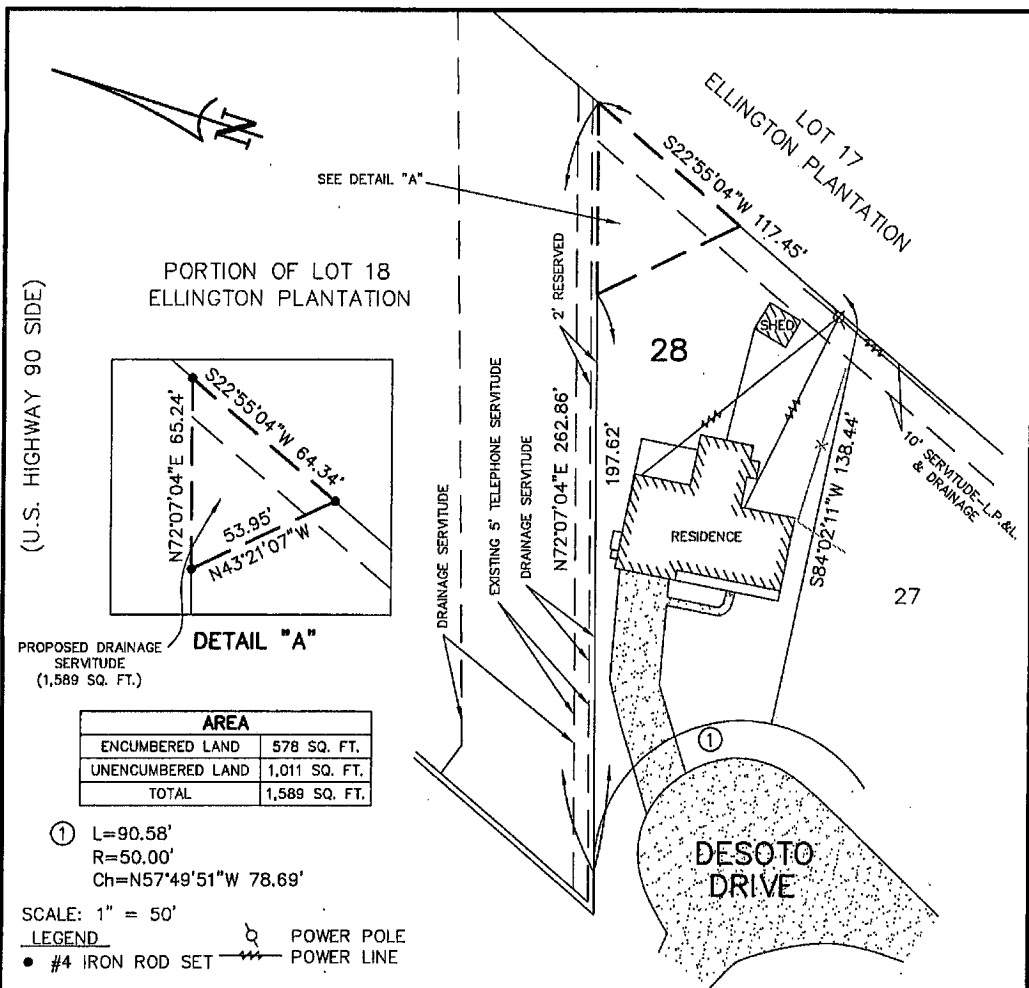 N
LOT 17
ELLINGTON PLANTATION
S22°55'04"W 117.45'
SEE DETAIL "A"
PORTION OF LOT 18
ELLINGTON PLANTATION
(U.S. HIGHWAY 90 SIDE)
2' RESERVED
28
SHED
S22°55'04"W 64.34'
N72°07'04"E 65.24'
53.95'
N43°21'07"W
DETAIL "A"
PROPOSED DRAINAGE
SERVITUDE
(1,589 SQ. FT.)
DRAINAGE SERVITUDE
EXISTING 5' TELEPHONE SERVITUDE
DRAINAGE SERVITUDE
N72°07'04"E 262.86'
197.62'
RESIDENCE
S84°02'11"W 138.44'
10' SERVITUDE-L.P.&L.
& DRAINAGE
27
AREA
ENCUMBERED LAND 578 SQ. FT.
UNENCUMBERED LAND 1,011 SQ. FT.
TOTAL 1,589 SQ. FT.
1
DESOTO
DRIVE
1 L=90.58'
R=50.00'
Ch=N57°49'51"W 78.69'
SCALE: 1" = 50'
LEGEND
#4 IRON ROD SET
POWER POLE
POWER LINE